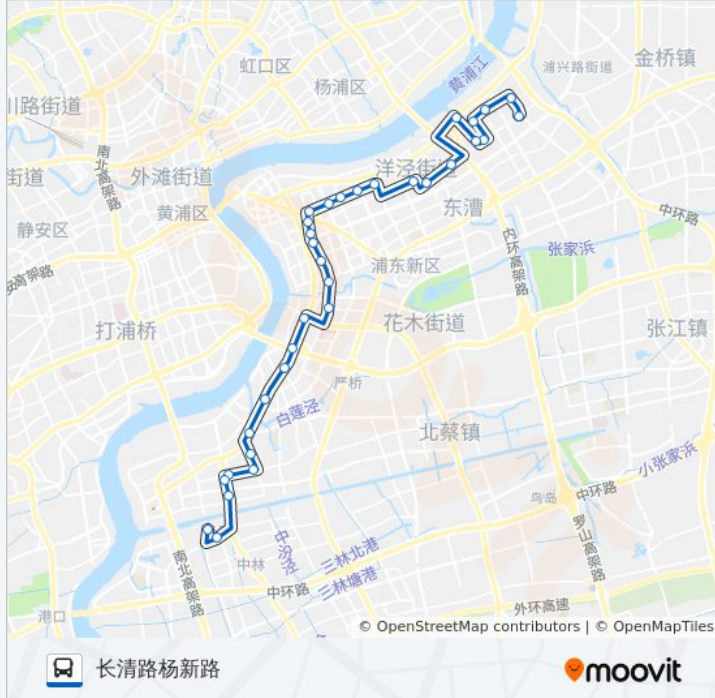 黄浦江
金桥镇
虹口区
浦兴路街道
杨浦区
川路街道
南北高架路
洋泾街道
街道
外滩街道
黄浦区
东漕
中环路
静安区
内环高架路
张家浜
安高架路
浦东新区
打浦桥
花木街道
张江镇
严桥
白莲泾
北蔡镇
小张家浜
鸟岛
中环路
罗山高架路
中汾泾
三林北港
南北高架路
中林
三林塘港
中环路
外环高速
港口
© OpenStreetMap contributors | © OpenMapTiles
长清路杨新路
moovit